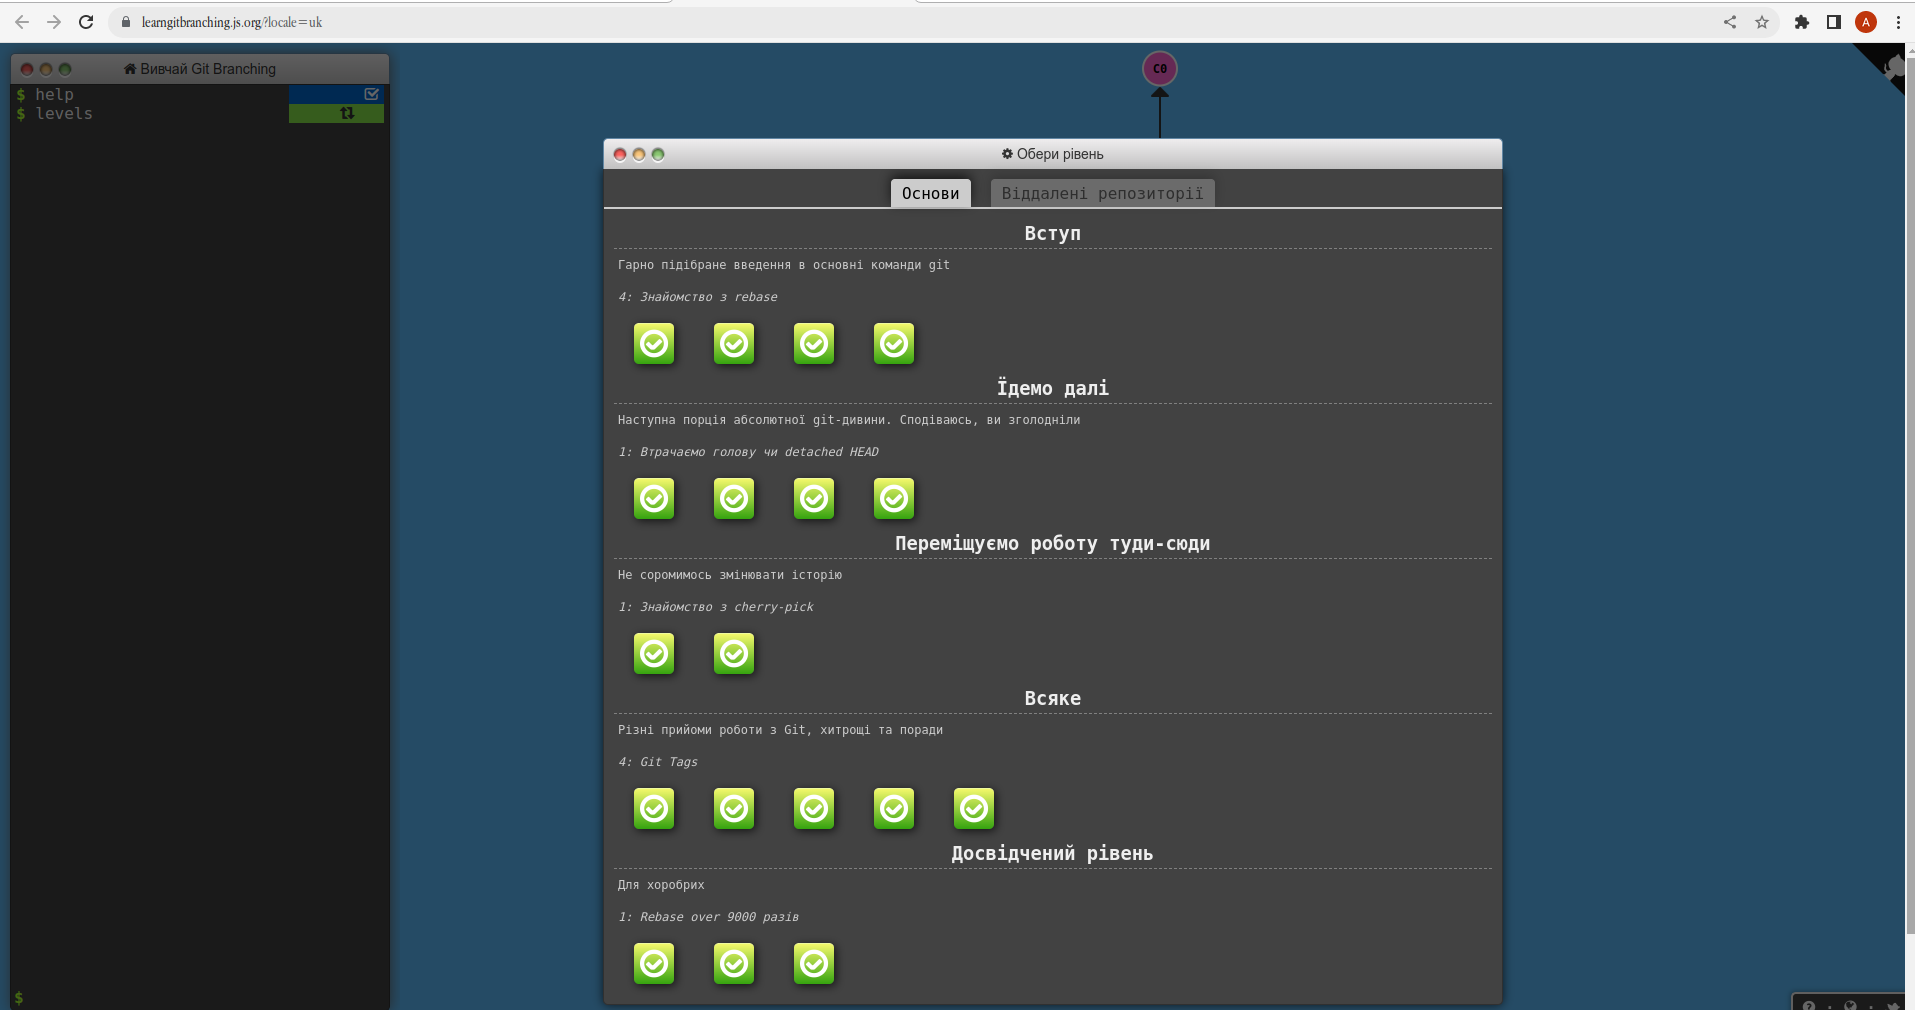 learngitbranching.js.org/?locale=uk
A
Вивчай Git Branching
$ help
$ levels
$
C0
Обери рівень
Основи
Віддалені репозиторії
Вступ
Гарно підібране введення в основні команди git
4: Знайомство з rebase
Їдемо далі
Наступна порція абсолютної git-дивини. Сподіваюсь, ви зголодніли
1: Втрачаємо голову чи detached HEAD
Переміщуємо роботу туди-сюди
Не соромимось змінювати історію
1: Знайомство з cherry-pick
Всяке
Різні прийоми роботи з Git, хитрощі та поради
4: Git Tags
Досвідчений рівень
Для хоробрих
1: Rebase over 9000 разів